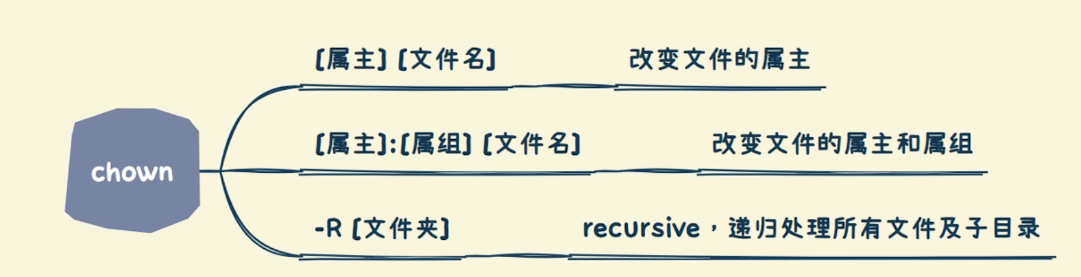 [属主] [文件名]
改变文件的属主
chown
[属主]:[属组] [文件名]
改变文件的属主和属组
-R [文件夹]
recursive，递归处理所有文件及子目录